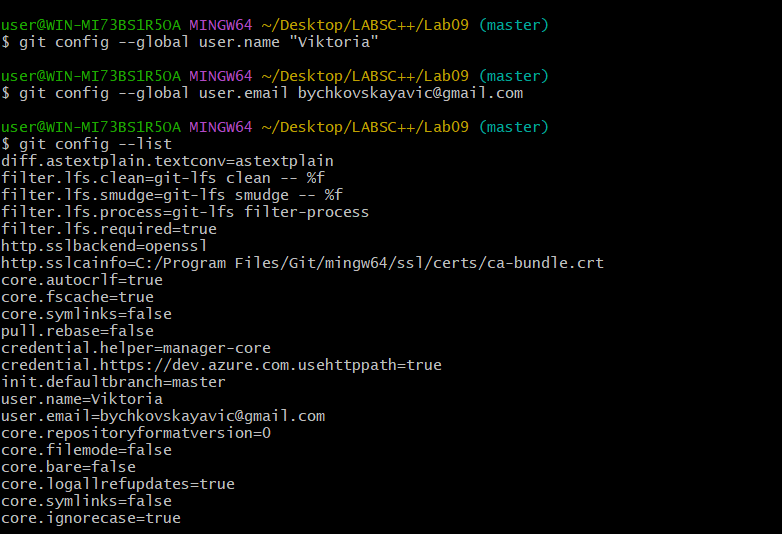 user@WIN-MI73BS1R5OA MINGW64 ~/Desktop/LABSC++/Lab09 (master)
$ git config --global user.name "Viktoria"
user@WIN-MI73BS1R5OA MINGW64 ~/Desktop/LABSC++/Lab09 (master)
$ git config --global user.email bychkovskayavic@gmail.com
user@WIN-MI73BS1R5OA MINGW64 ~/Desktop/LABSC++/Lab09 (master)
$ git config --list
diff.astextplain.textconv=astextplain
filter.lfs.clean=git-lfs clean -- %f
filter.lfs.smudge=git-lfs smudge -- %f
filter.lfs.process=git-lfs filter-process
filter.lfs.required=true
http.sslbackend=openssl
http.sslcainfo=C:/Program Files/Git/mingw64/ssl/certs/ca-bundle.crt
core.autocrlf=true
core.fscache=true
core.symlinks=false
pull.rebase=false
credential.helper=manager-core
credential.https://dev.azure.com.usehttppath=true
init.defaultbranch=master
user.name=Viktoria
user.email=bychkovskayavic@gmail.com
core.repositoryformatversion=0
core.filemode=false
core.bare=false
core.logallrefupdates=true
core.symlinks=false
core.ignorecase=true